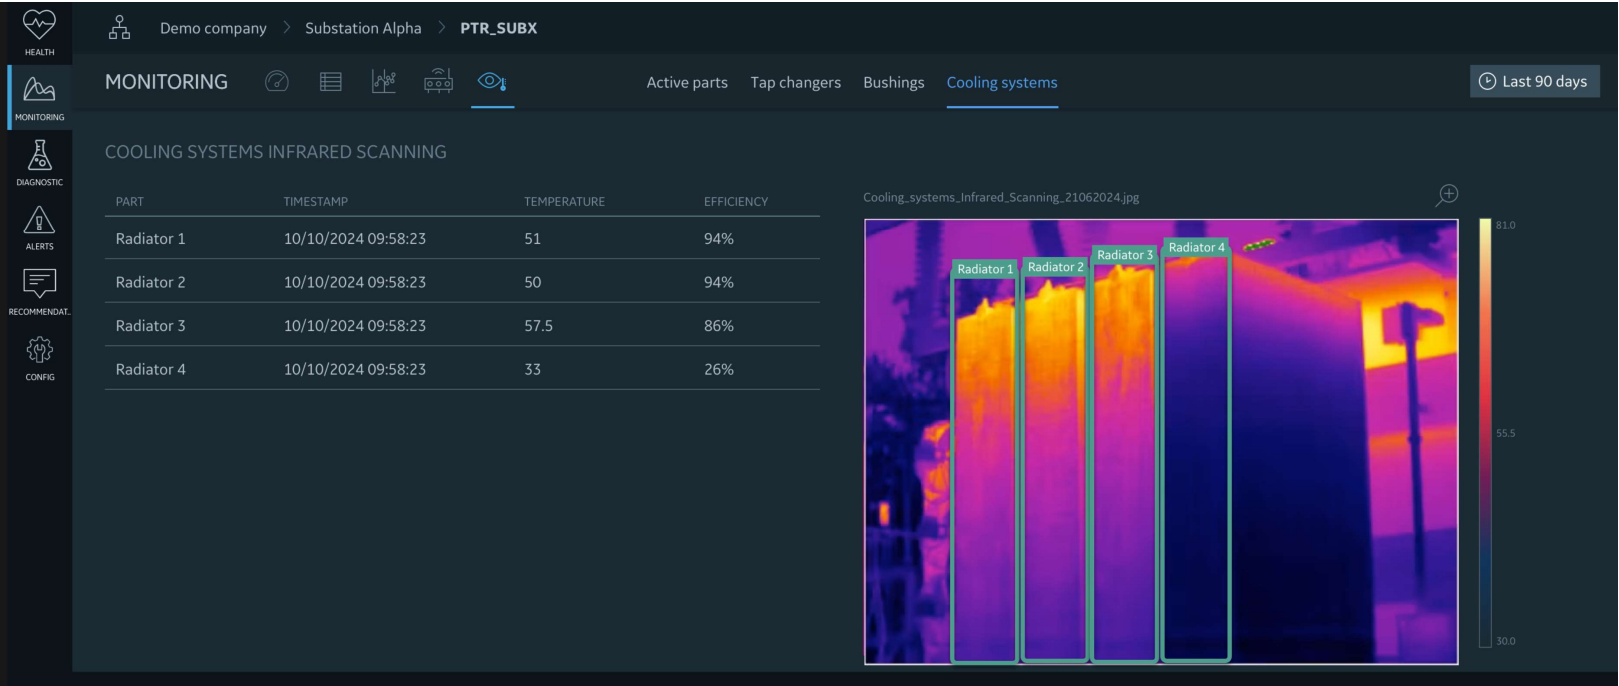 HEALTH
MONITORING
DIAGNOSTIC
ALERTS
RECOMMENDAT..
CONFIG
Demo company > Substation Alpha > PTR_SUBX
MONITORING
Active parts Tap changers Bushings Cooling systems
Last 90 days
COOLING SYSTEMS INFRARED SCANNING
PART TIMESTAMP TEMPERATURE EFFICIENCY
Radiator 1 10/10/2024 09:58:23 51 94%
Radiator 2 10/10/2024 09:58:23 50 94%
Radiator 3 10/10/2024 09:58:23 57.5 86%
Radiator 4 10/10/2024 09:58:23 33 26%
Cooling_systems_Infrared_Scanning_21062024.jpg
Radiator 1
Radiator 2
Radiator 3
Radiator 4
81.0
55.5
30.0